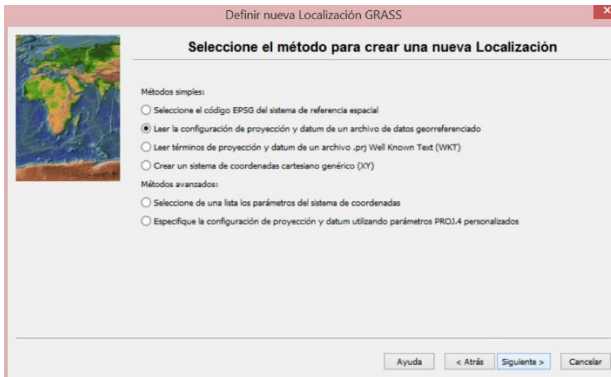 Definir nueva Localización GRASS
Seleccione el método para crear una nueva Localización
Métodos simples:
Seleccione el código EPSG del sistema de referencia espacial
Leer la configuración de proyección y datum de un archivo de datos georreferenciado
Leer términos de proyección y datum de un archivo .prj Well Known Text (WKT)
Crear un sistema de coordenadas cartesiano genérico (XY)
Métodos avanzados:
Seleccione de una lista los parámetros del sistema de coordenadas
Especifique la configuración de proyección y datum utilizando parámetros PROJ.4 personalizados
Ayuda < Atrás Siguiente > Cancelar